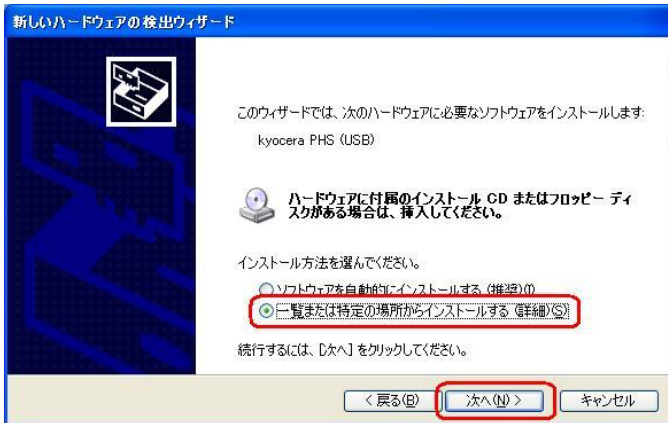 新しいハードウェアの検出ウィザード
このウィザードでは、次のハードウェアに必要なソフトウェアをインストールします:
kyocera PHS (USB)
ハードウェアに付属のインストール CD またはフロッピー ディ
スクがある場合は、挿入してください。
インストール方法を選んでください。
ソフトウェアを自動的にインストールする (推奨)(I)
一覧または特定の場所からインストールする (詳細)(S)
続行するには、[次へ] をクリックしてください。
< 戻る(B)
次へ(N) >
キャンセル